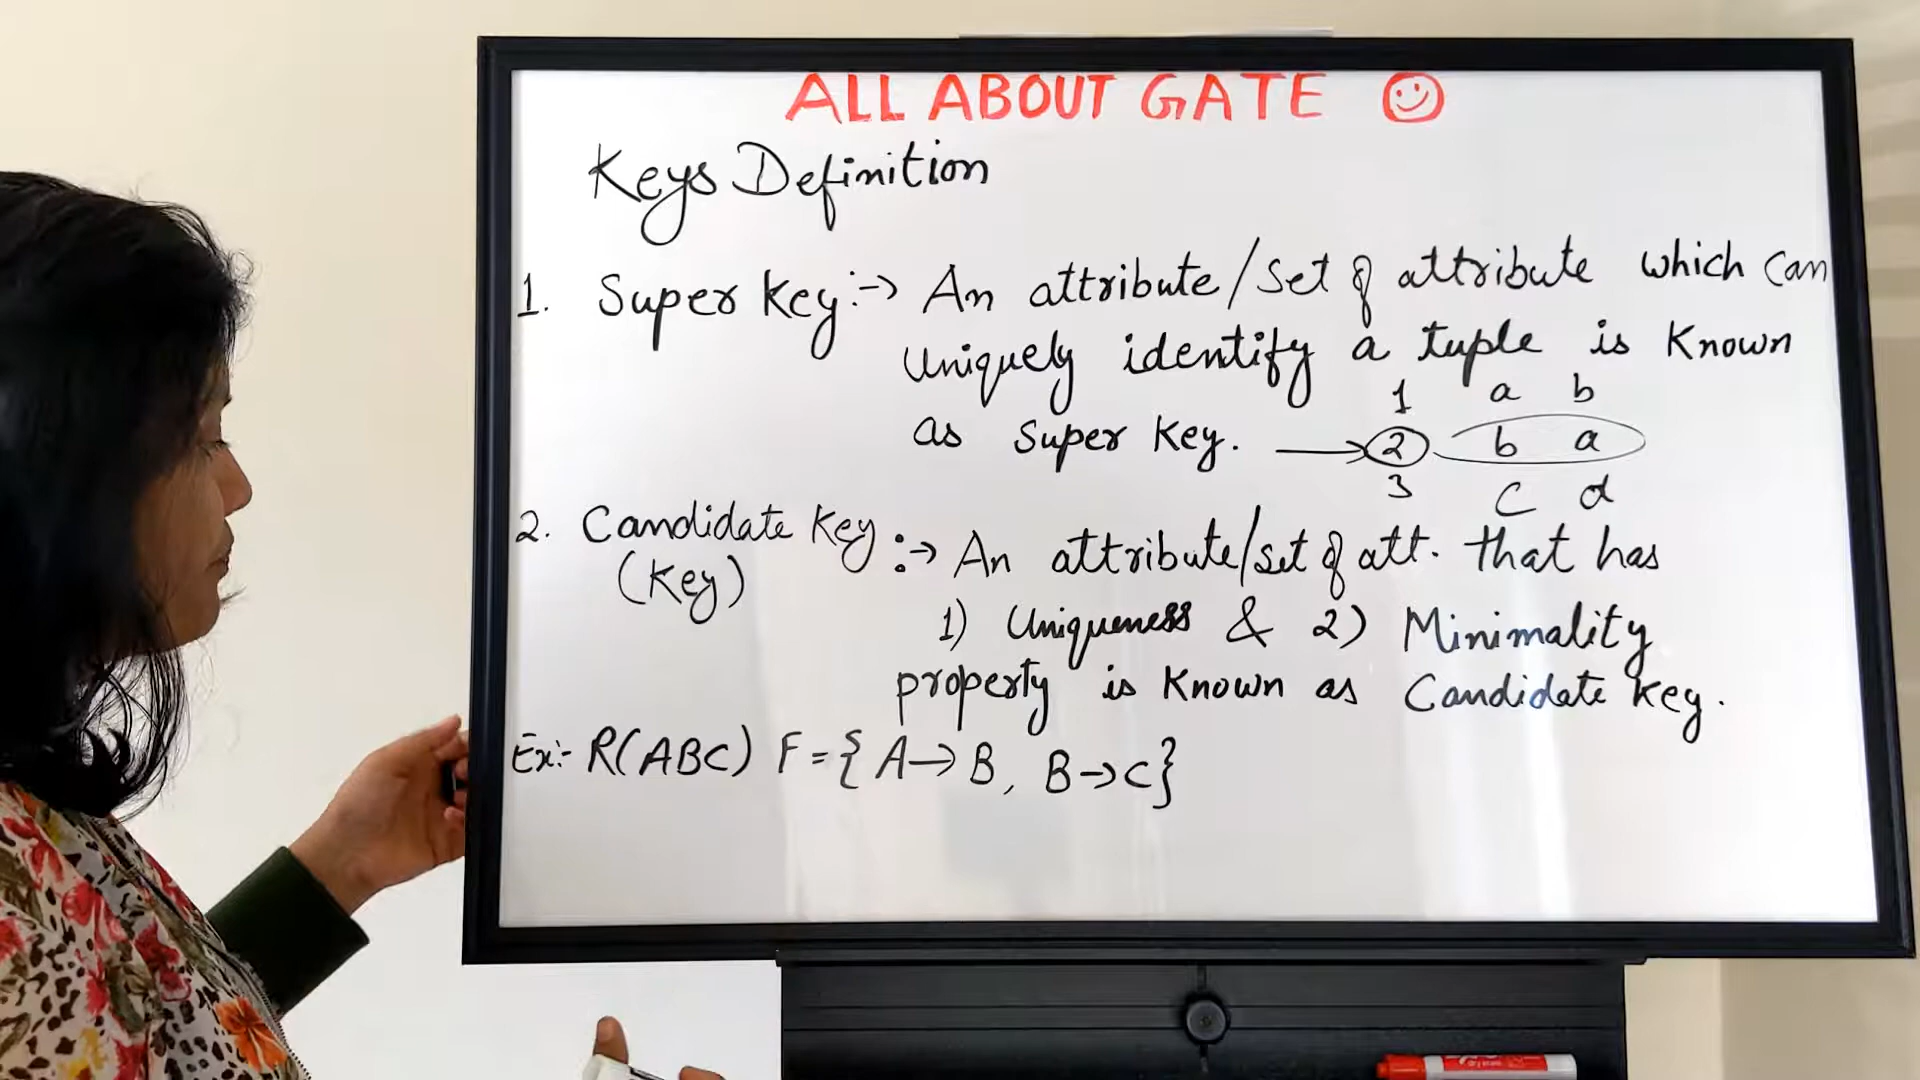 ALL ABOUT GATE
Keys Definition
1. Super Key:→ An attribute/set of attribute which can
uniquely identify a tuple is known
as Super Key.
1 a b
2 b a
3 c d
2. Candidate Key :→ An attribute/set of att. that has
(Key)
1) Uniqueness & 2) Minimality
property is known as Candidate key.
Ex:- R(ABC) F={A→B, B→C}